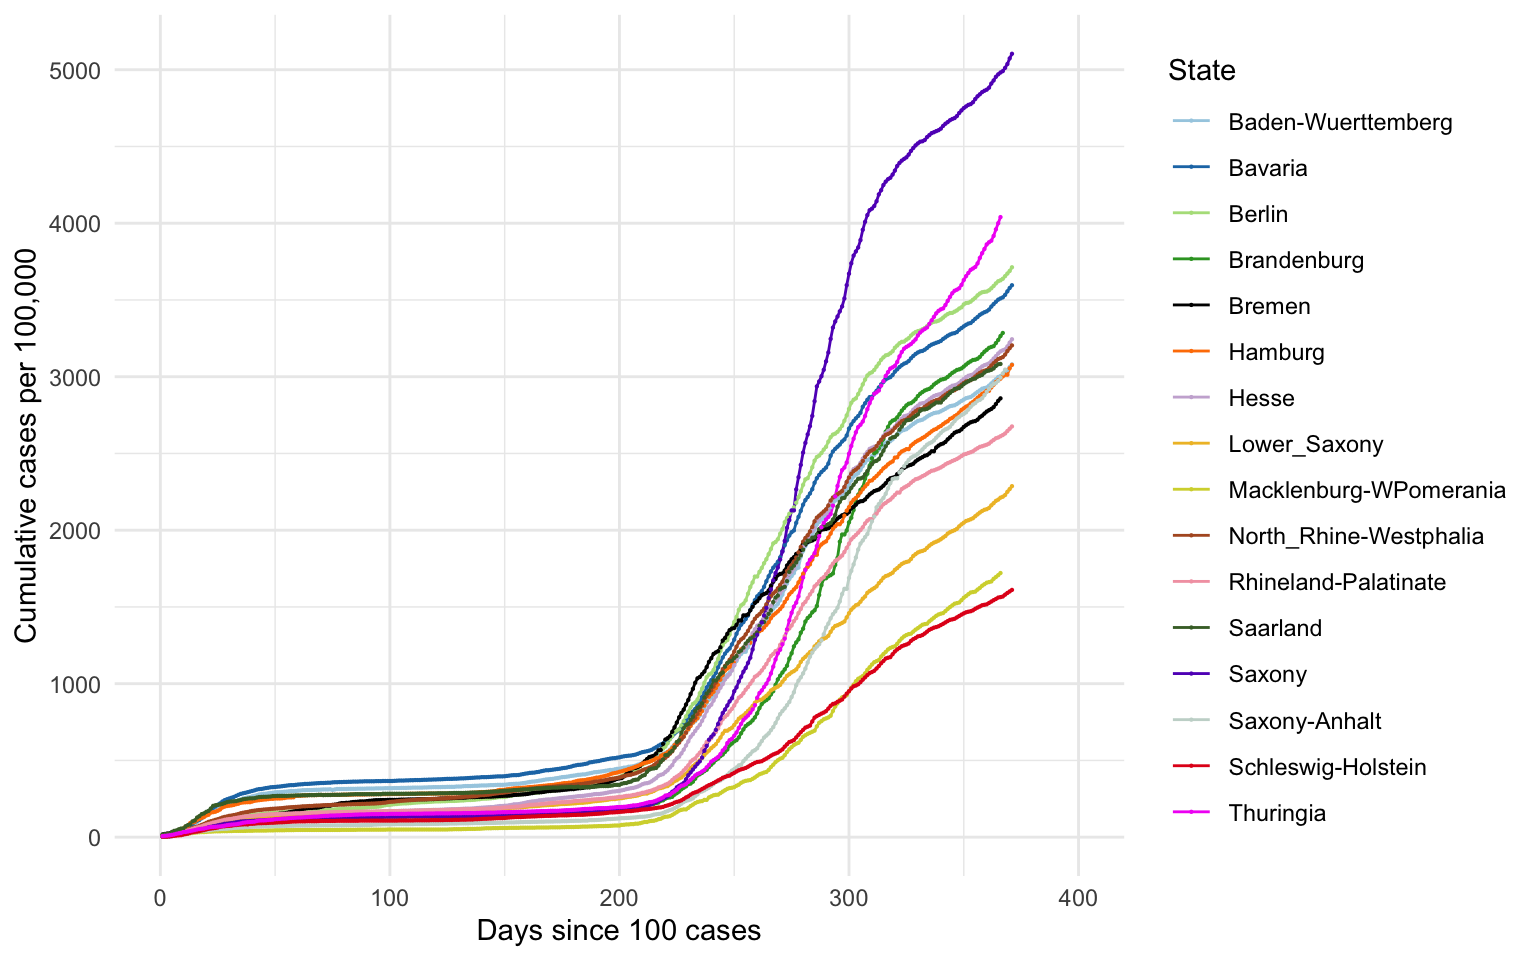 5000
4000
3000
2000
1000
0
Cumulative cases per 100,000
0 100 200 300 400
Days since 100 cases
State
Baden-Wuerttemberg
Bavaria
Berlin
Brandenburg
Bremen
Hamburg
Hesse
Lower_Saxony
Macklenburg-WPomerania
North_Rhine-Westphalia
Rhineland-Palatinate
Saarland
Saxony
Saxony-Anhalt
Schleswig-Holstein
Thuringia